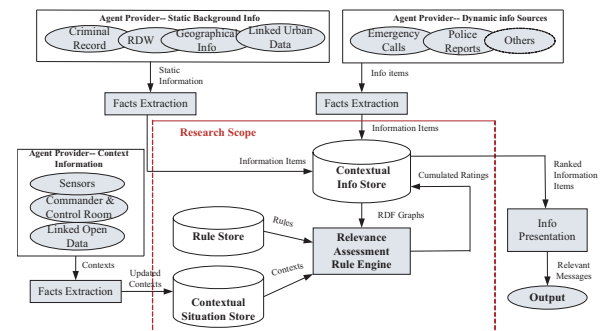 Agent Provider-- Static Background Info
Criminal
Record
RDW
Geographical
Info
Linked Urban
Data
Agent Provider-- Dynamic info Sources
Emergency
Calls
Police
Reports
Others
Static
Information
Info items
Facts Extraction
Facts Extraction
Research Scope
Information Items
Agent Provider-- Context
Information
Sensors
Commander &
Control Room
Linked Open
Data
Information Items
Contextual
Info Store
Cumulated Ratings
Ranked
Information
Items
Rules
RDF Graphs
Rule Store
Relevance
Assessment
Rule Engine
Info
Presentation
Contexts
Updated
Contexts
Contexts
Facts Extraction
Contextual
Situation Store
Relevant
Messages
Output